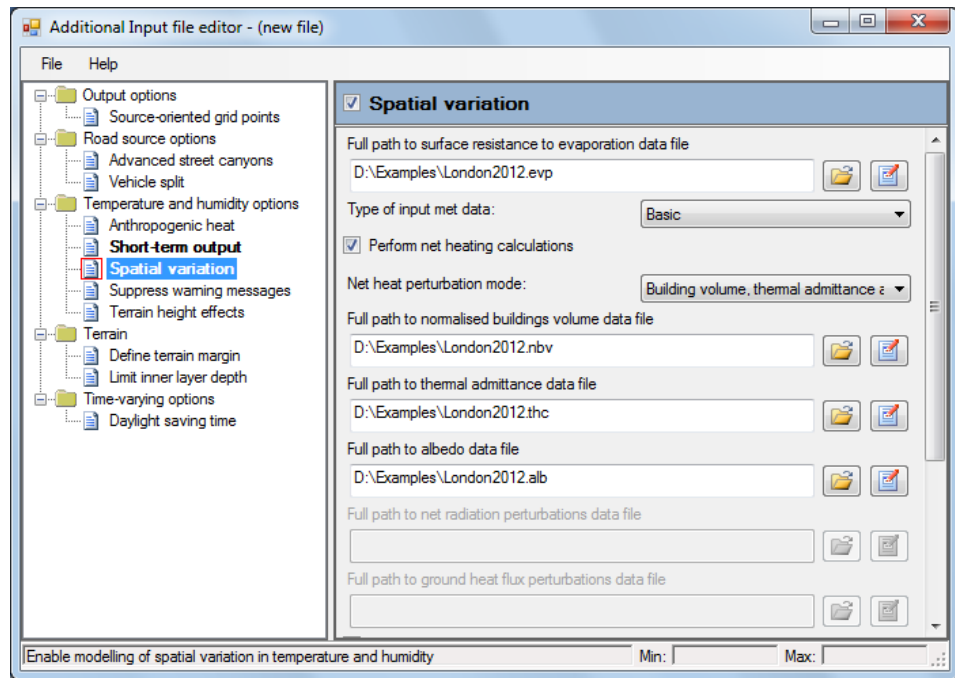 Additional Input file editor - (new file)
File Help
Output options
Source-oriented grid points
Road source options
Advanced street canyons
Vehicle split
Temperature and humidity options
Anthropogenic heat
Short-term output
Spatial variation
Suppress warning messages
Terrain height effects
Terrain
Define terrain margin
Limit inner layer depth
Time-varying options
Daylight saving time
Spatial variation
Full path to surface resistance to evaporation data file
D:\Examples\London2012.evp
Type of input met data: Basic
Perform net heating calculations
Net heat perturbation mode: Building volume, thermal admittance a
Full path to normalised buildings volume data file
D:\Examples\London2012.nbv
Full path to thermal admittance data file
D:\Examples\London2012.thc
Full path to albedo data file
D:\Examples\London2012.alb
Full path to net radiation perturbations data file
Full path to ground heat flux perturbations data file
Enable modelling of spatial variation in temperature and humidity Min: Max: